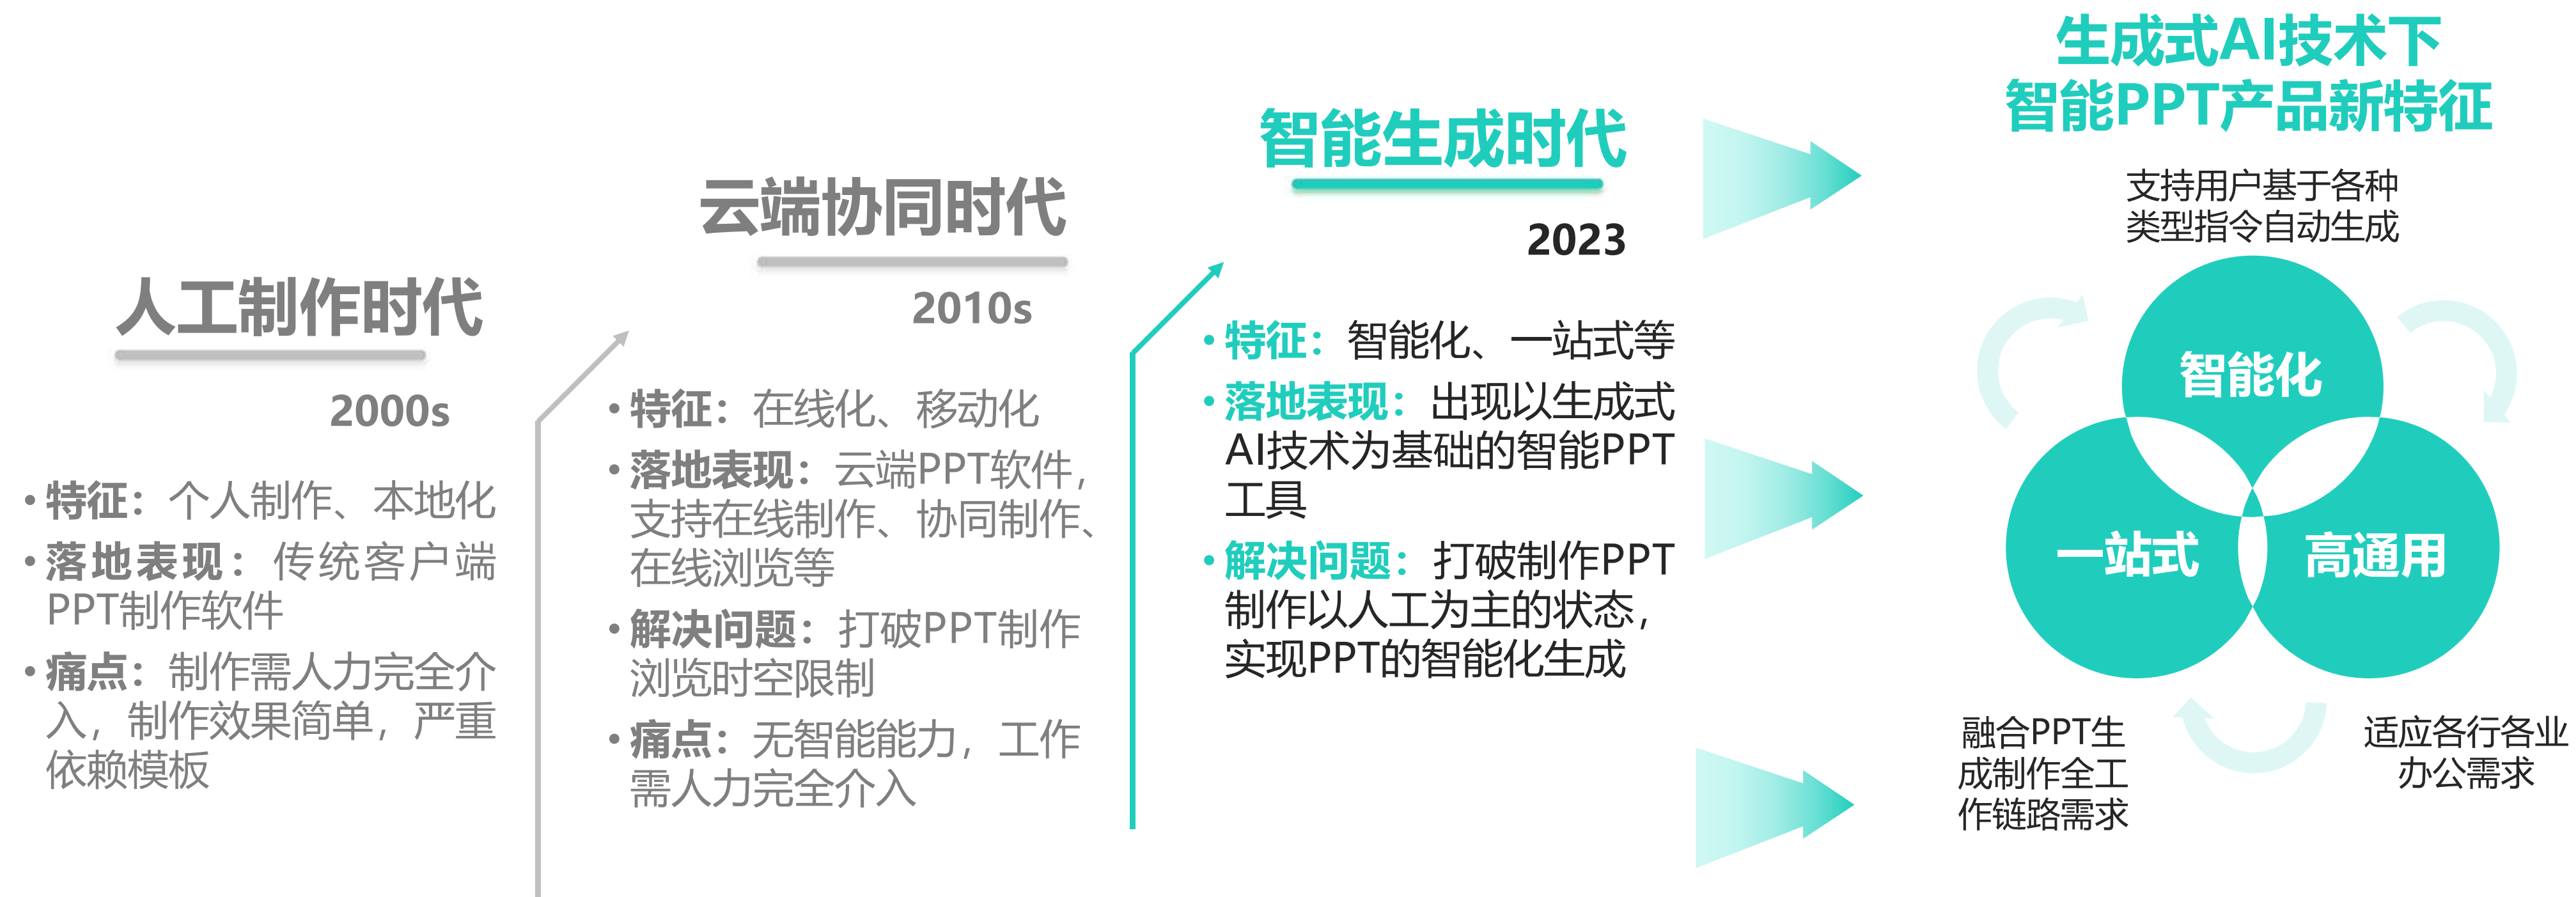 人工制作时代
2000s
• 特征：个人制作、本地化
• 落地表现：传统客户端
PPT制作软件
• 痛点：制作需人力完全介
入，制作效果简单，严重
依赖模板
云端协同时代
2010s
• 特征：在线化、移动化
• 落地表现：云端PPT软件，
支持在线制作、协同制作、
在线浏览等
• 解决问题：打破PPT制作
浏览时空限制
• 痛点：无智能能力，工作
需人力完全介入
智能生成时代
2023
• 特征：智能化、一站式等
• 落地表现：出现以生成式
AI技术为基础的智能PPT
工具
• 解决问题：打破制作PPT
制作以人工为主的状态，
实现PPT的智能化生成
生成式AI技术下
智能PPT产品新特征
支持用户基于各种
类型指令自动生成
智能化
一站式
高通用
融合PPT生
成制作全工
作链路需求
适应各行各业
办公需求